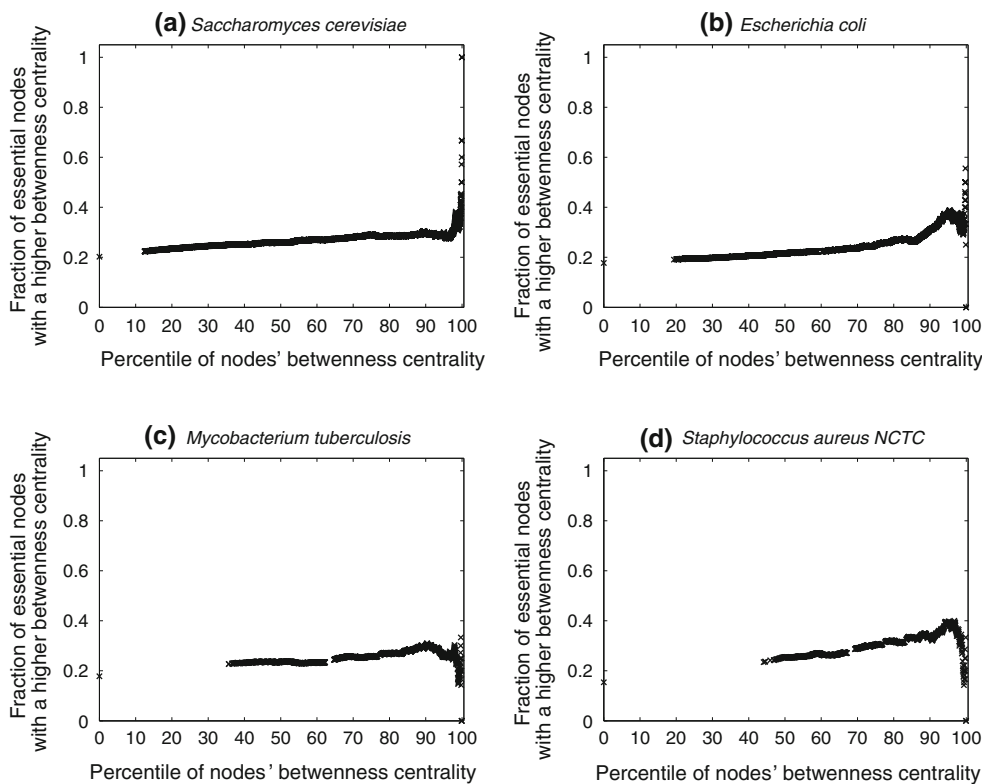 (a) Saccharomyces cerevisiae
Fraction of essential nodes
with a higher betwenness centrality
1
0.8
0.6
0.4
0.2
0
0 10 20 30 40 50 60 70 80 90 100
Percentile of nodes' betwenness centrality
(b) Escherichia coli
Fraction of essential nodes
with a higher betwenness centrality
1
0.8
0.6
0.4
0.2
0
0 10 20 30 40 50 60 70 80 90 100
Percentile of nodes' betwenness centrality
(c) Mycobacterium tuberculosis
Fraction of essential nodes
with a higher betwenness centrality
1
0.8
0.6
0.4
0.2
0
0 10 20 30 40 50 60 70 80 90 100
Percentile of nodes' betwenness centrality
(d) Staphylococcus aureus NCTC
Fraction of essential nodes
with a higher betwenness centrality
1
0.8
0.6
0.4
0.2
0
0 10 20 30 40 50 60 70 80 90 100
Percentile of nodes' betwenness centrality